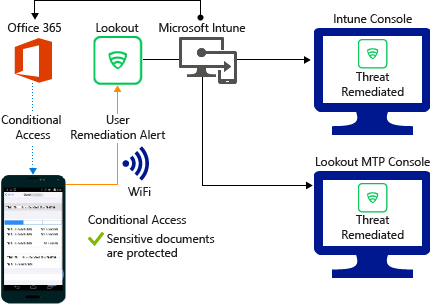 Office 365
Lookout
Microsoft Intune
Intune Console
Threat
Remediated
Conditional
Access
User
Remediation Alert
WiFi
Lookout MTP Console
Threat
Remediated
Conditional Access
Sensitive documents
are protected